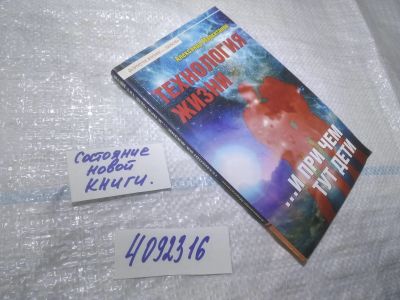 ТЕХНОЛОГИЯ
ЖИЗНИ
...И ПРИ ЧЕМ
ТУТ ДЕТИ
Состояние
новой
книги.
4092316